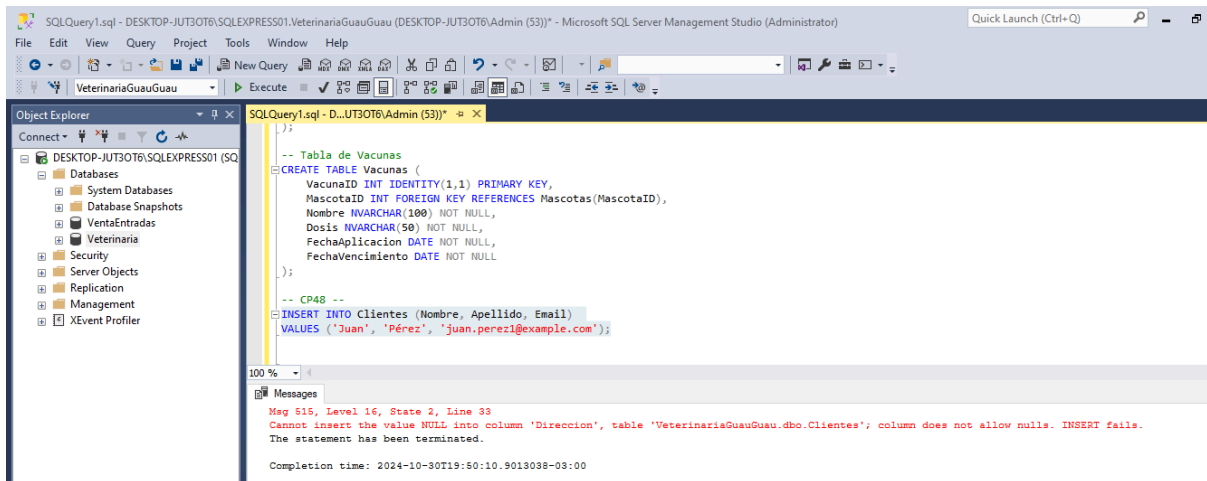 SQLQuery1.sql - DESKTOP-JUT3OT6\SQLEXPRESS01.VeterinariaGuauGuau (DESKTOP-JUT3OT6\Admin (53))* - Microsoft SQL Server Management Studio (Administrator)
Quick Launch (Ctrl+Q)
File Edit View Query Project Tools Window Help
New Query
VeterinariaGuauGuau
Execute
Object Explorer
Connect
DESKTOP-JUT3OT6\SQLEXPRESS01 (SQ
Databases
System Databases
Database Snapshots
VentaEntradas
Veterinaria
Security
Server Objects
Replication
Management
XEvent Profiler
SQLQuery1.sql - D...UT3OT6\Admin (53))*
);
-- Tabla de Vacunas
CREATE TABLE Vacunas (
VacunaID INT IDENTITY(1,1) PRIMARY KEY,
MascotaID INT FOREIGN KEY REFERENCES Mascotas(MascotaID),
Nombre NVARCHAR(100) NOT NULL,
Dosis NVARCHAR(50) NOT NULL,
FechaAplicacion DATE NOT NULL,
FechaVencimiento DATE NOT NULL
);
-- CP48 --
INSERT INTO Clientes (Nombre, Apellido, Email)
VALUES ('Juan', 'Pérez', 'juan.perez1@example.com');
100 %
Messages
Msg 515, Level 16, State 2, Line 33
Cannot insert the value NULL into column 'Direccion', table 'VeterinariaGuauGuau.dbo.Clientes'; column does not allow nulls. INSERT fails.
The statement has been terminated.
Completion time: 2024-10-30T19:50:10.9013038-03:00